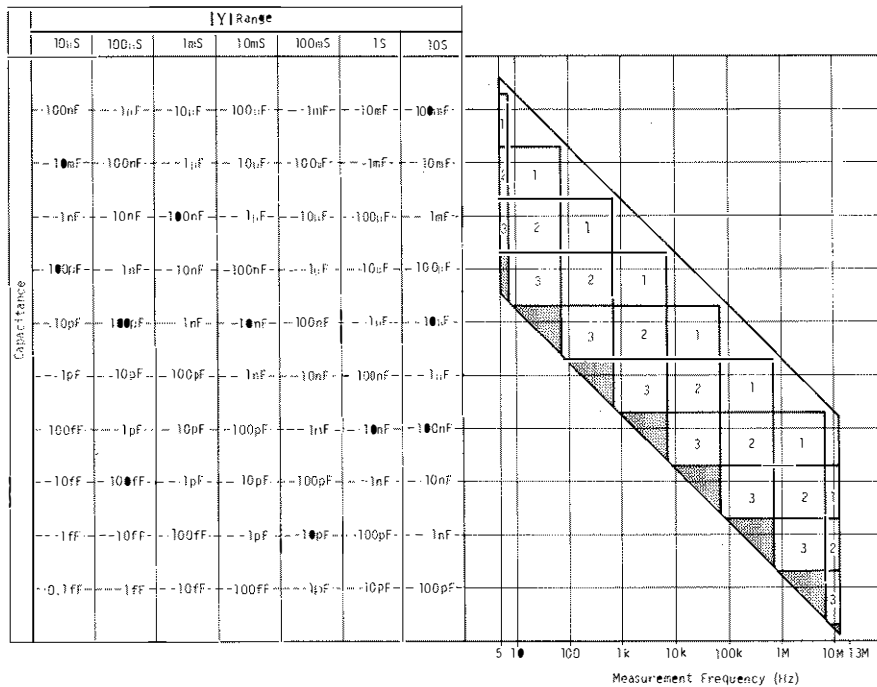 |Y| Range
10µS 100µS 1mS 10mS 100mS 1S 10S
Capacitance
100nF 1µF 10µF 100µF 1mF 10mF 100mF
10mF 100nF 1µF 10µF 100µF 1mF 10mF
1
1
1nF 10nF 100nF 1µF 10µF 100µF 1mF
2
3 2 1
100pF 1nF 10nF 100nF 1µF 10µF 100µF
3 2 1
10pF 100pF 1nF 10nF 100nF 1µF 10µF
3 2 1
1pF 10pF 100pF 1nF 10nF 100nF 1µF
3 2 1
100fF 1pF 10pF 100pF 1nF 10nF 100nF
3 2 1
10fF 100fF 1pF 10pF 100pF 1nF 10nF
3 2 1
1fF 10fF 100fF 1pF 10pF 100pF 1nF
3 2
0.1fF 1fF 10fF 100fF 1pF 10pF 100pF
3
5 10 100 1k 10k 100k 1M 10M 13M
Measurement Frequency (Hz)